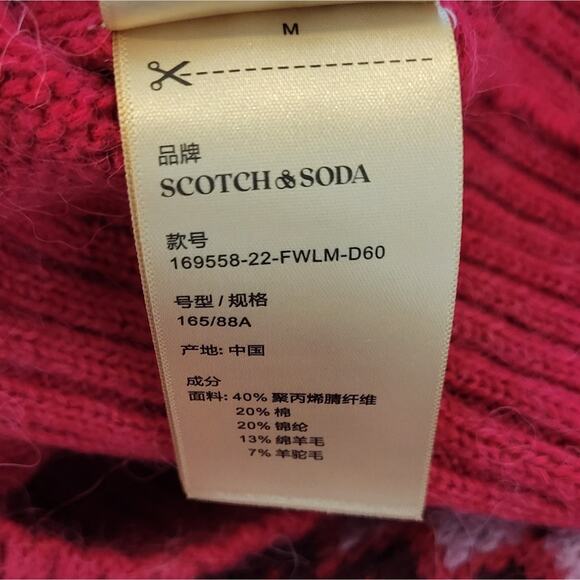 M
品牌
SCOTCH & SODA
款号
169558-22-FWLM-D60
号型 / 规格
165/88A
产地: 中国
成分
面料: 40% 聚丙烯腈纤维
20% 棉
20% 锦纶
13% 绵羊毛
7% 羊驼毛